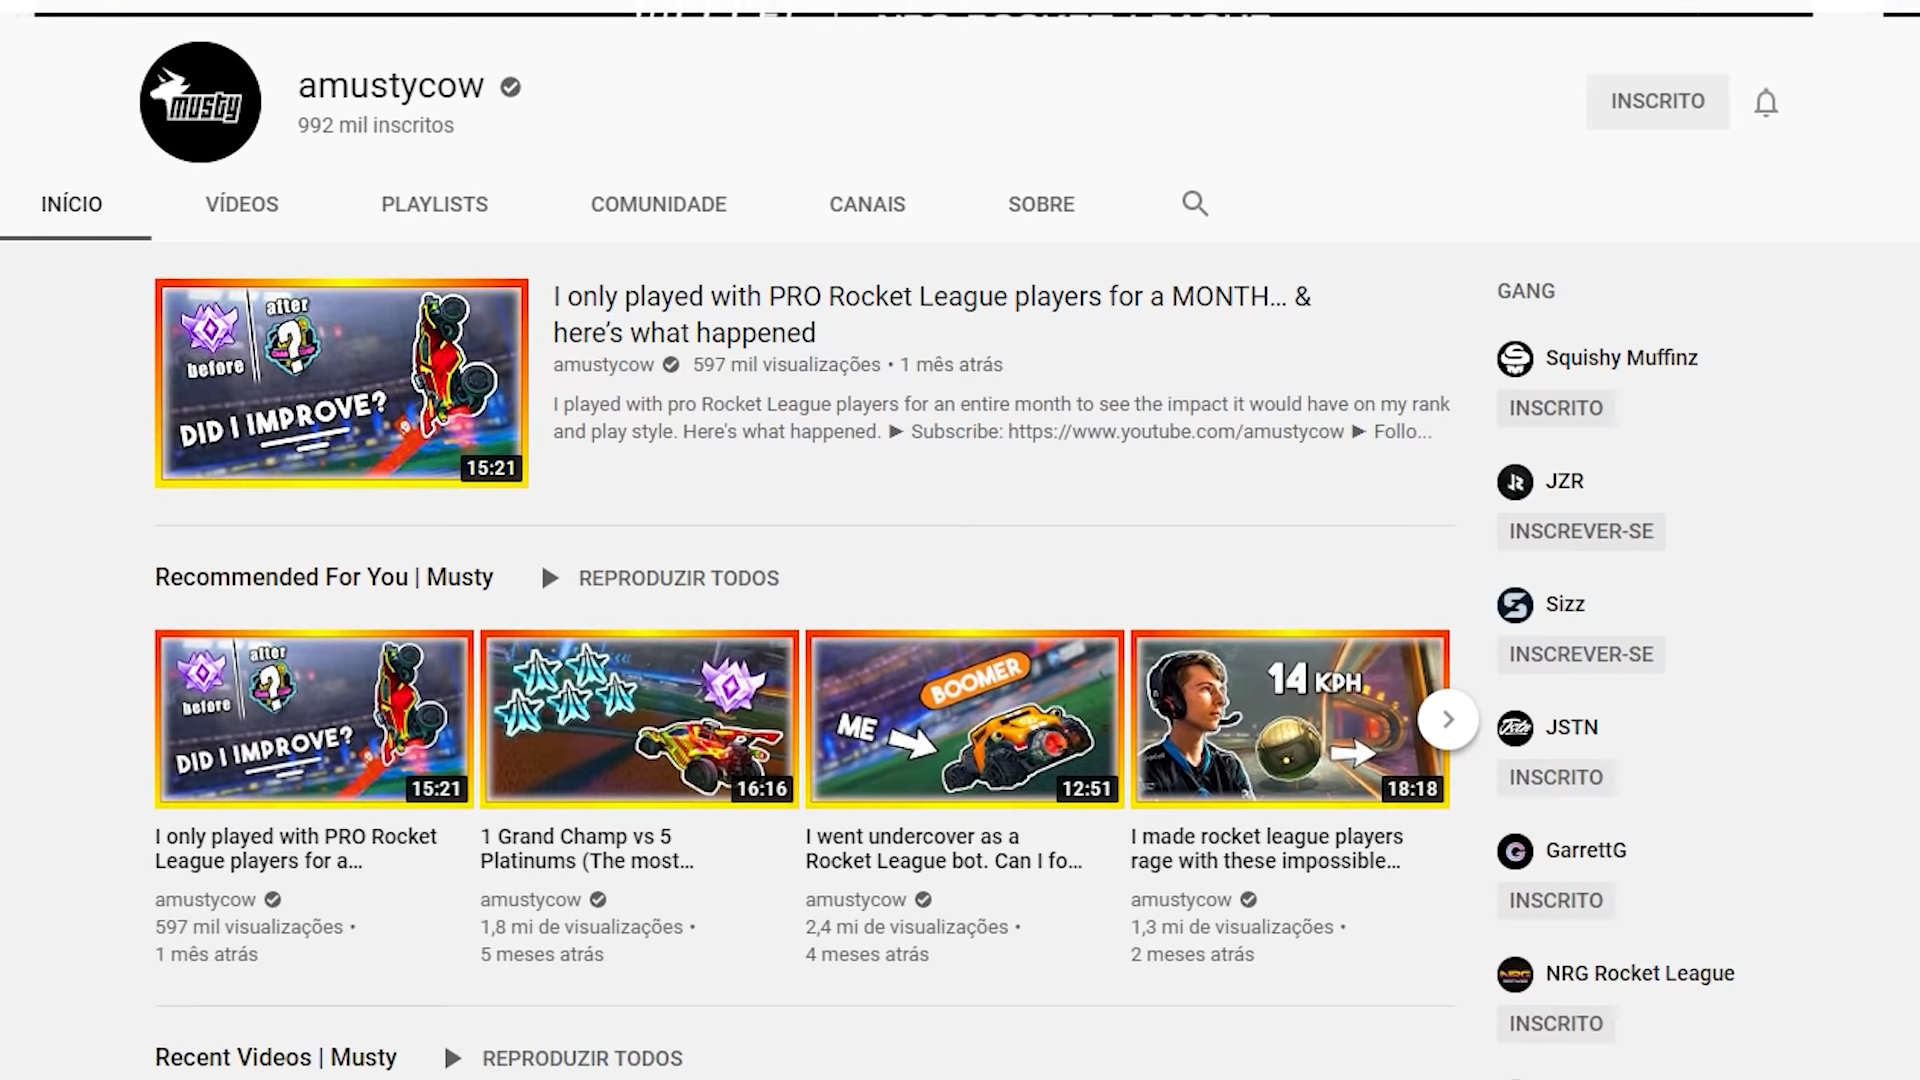 NRG ROCKET LEAGUE
musty
amustycow
992 mil inscritos
INSCRITO
INÍCIO
VÍDEOS
PLAYLISTS
COMUNIDADE
CANAIS
SOBRE
before
after
?
DID I IMPROVE?
15:21
I only played with PRO Rocket League players for a MONTH... &
here’s what happened
amustycow 597 mil visualizações • 1 mês atrás
I played with pro Rocket League players for an entire month to see the impact it would have on my rank
and play style. Here's what happened. ► Subscribe: https://www.youtube.com/amustycow ► Follo...
Recommended For You | Musty
REPRODUZIR TODOS
before
after
?
DID I IMPROVE?
15:21
I only played with PRO Rocket
League players for a...
amustycow
597 mil visualizações •
1 mês atrás
16:16
1 Grand Champ vs 5
Platinums (The most...
amustycow
1,8 mi de visualizações •
5 meses atrás
BOOMER
ME
12:51
I went undercover as a
Rocket League bot. Can I fo...
amustycow
2,4 mi de visualizações •
4 meses atrás
14 KPH
18:18
I made rocket league players
rage with these impossible...
amustycow
1,3 mi de visualizações •
2 meses atrás
Recent Videos | Musty
REPRODUZIR TODOS
GANG
Squishy Muffinz
INSCRITO
JZR
INSCREVER-SE
Sizz
INSCREVER-SE
JSTN
INSCRITO
GarrettG
INSCRITO
NRG Rocket League
INSCRITO